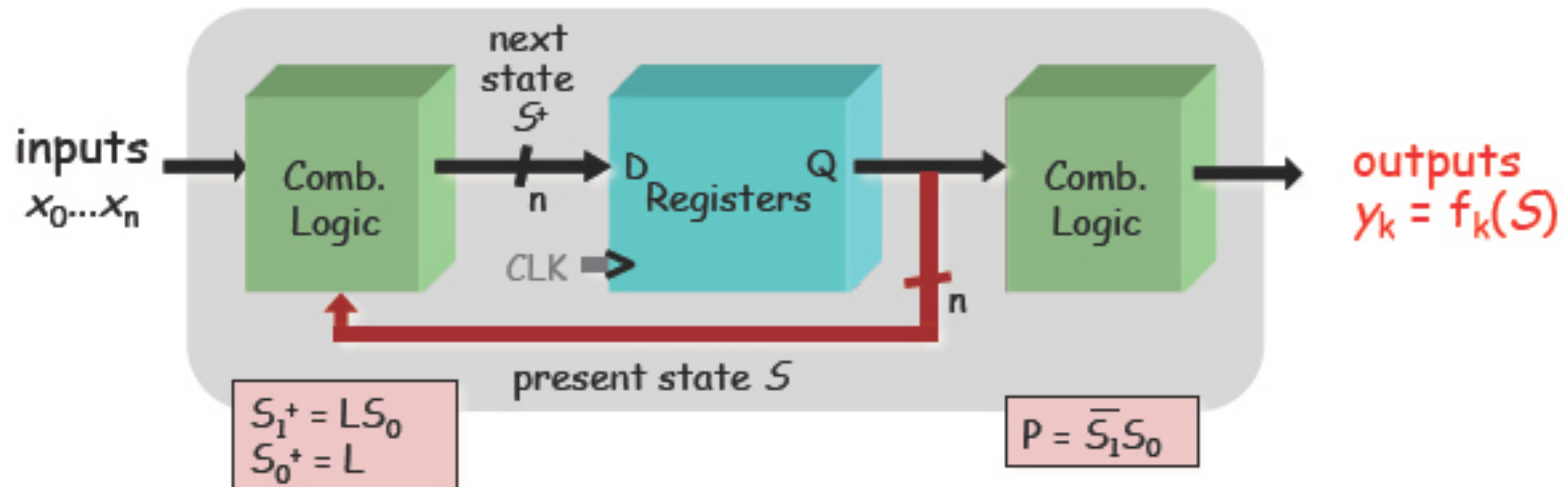 next
state
S⁺
inputs
x₀...xₙ
Comb.
Logic
n
D
Q
Registers
CLK
Comb.
Logic
outputs
yₖ = fₖ(S)
n
present state S
S₁⁺ = LS₀
S₀⁺ = L
P = S̅₁S₀